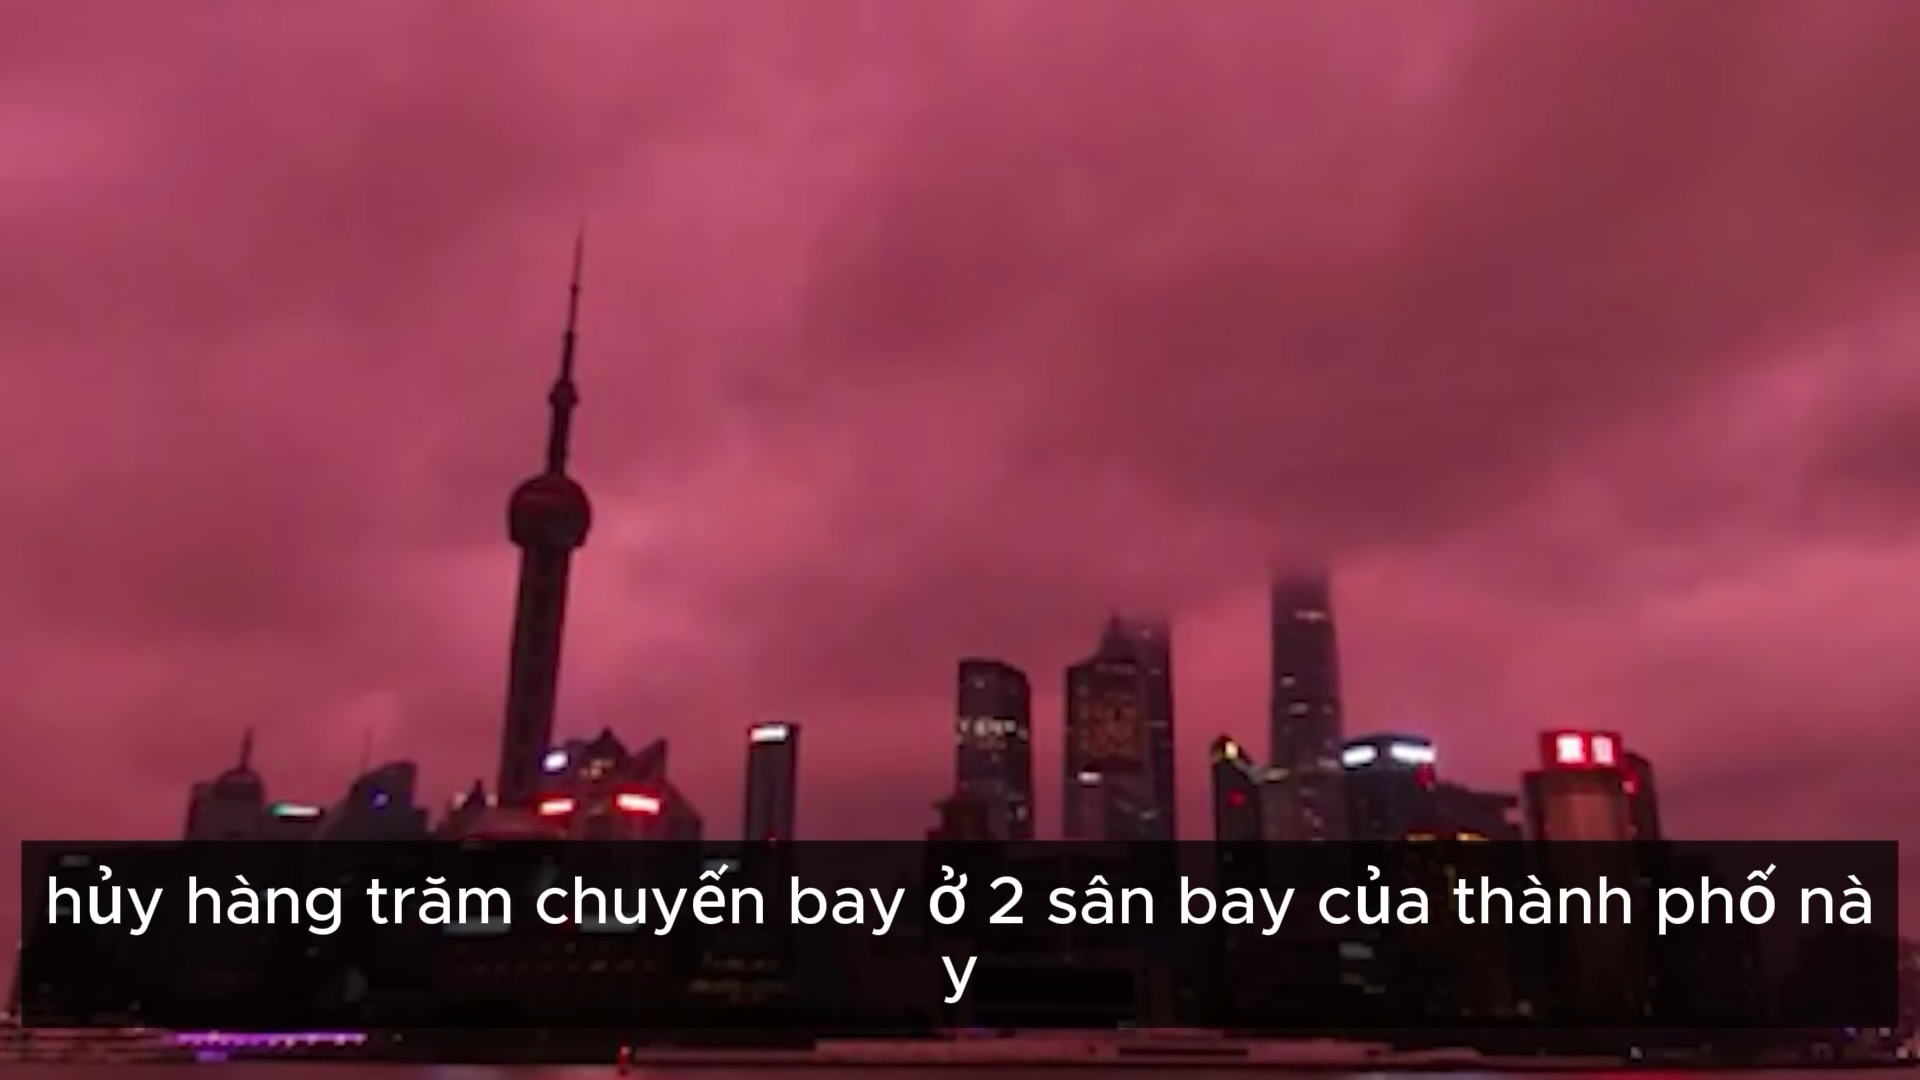 hủy hàng trăm chuyến bay ở 2 sân bay của thành phố nà
y